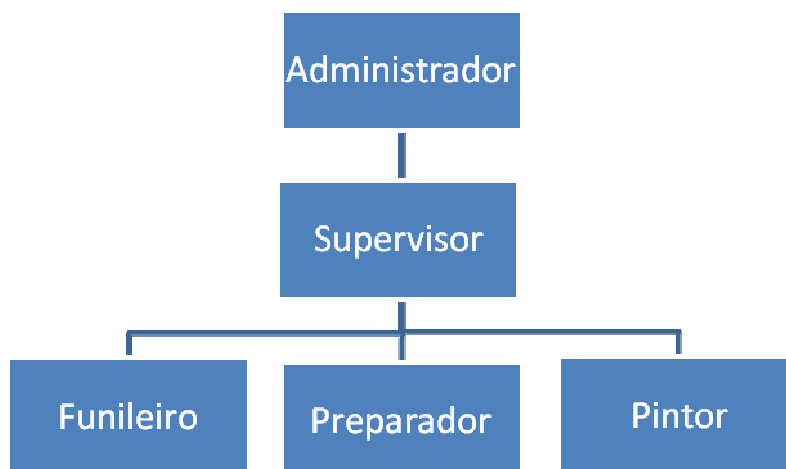 Administrador
Supervisor
Funileiro
Preparador
Pintor